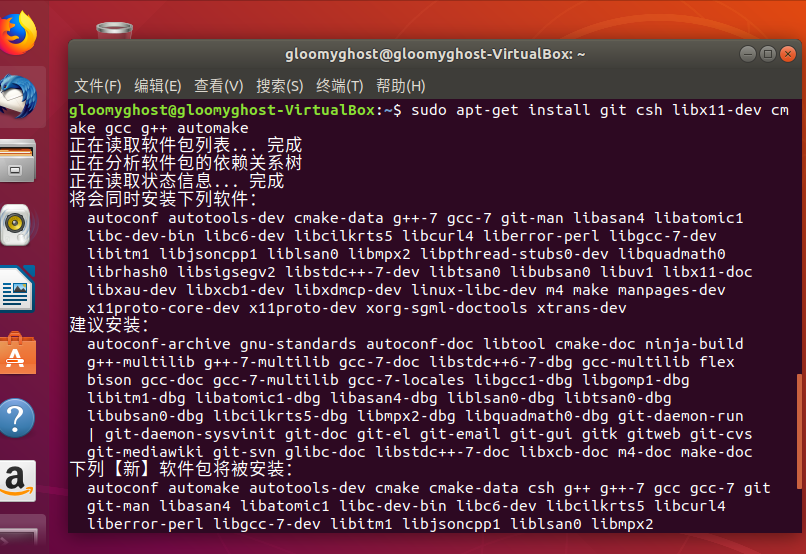 gloomyghost@gloomyghost-VirtualBox: ~
文件(F) 编辑(E) 查看(V) 搜索(S) 终端(T) 帮助(H)
gloomyghost@gloomyghost-VirtualBox:~$ sudo apt-get install git csh libx11-dev cm
ake gcc g++ automake
正在读取软件包列表... 完成
正在分析软件包的依赖关系树
正在读取状态信息... 完成
将会同时安装下列软件：
autoconf autotools-dev cmake-data g++-7 gcc-7 git-man libasan4 libatomic1
libc-dev-bin libc6-dev libcilkrts5 libcurl4 liberror-perl libgcc-7-dev
libitm1 libjsoncpp1 liblsan0 libmpx2 libpthread-stubs0-dev libquadmath0
librhash0 libsigsegv2 libstdc++-7-dev libtsan0 libubsan0 libuv1 libx11-doc
libxau-dev libxcb1-dev libxdmcp-dev linux-libc-dev m4 make manpages-dev
x11proto-core-dev x11proto-dev xorg-sgml-doctools xtrans-dev
建议安装：
autoconf-archive gnu-standards autoconf-doc libtool cmake-doc ninja-build
g++-multilib g++-7-multilib gcc-7-doc libstdc++6-7-dbg gcc-multilib flex
bison gcc-doc gcc-7-multilib gcc-7-locales libgcc1-dbg libgomp1-dbg
libitm1-dbg libatomic1-dbg libasan4-dbg liblsan0-dbg libtsan0-dbg
libubsan0-dbg libcilkrts5-dbg libmpx2-dbg libquadmath0-dbg git-daemon-run
| git-daemon-sysvinit git-doc git-el git-email git-gui gitk gitweb git-cvs
git-mediawiki git-svn glibc-doc libstdc++-7-doc libxcb-doc m4-doc make-doc
下列【新】软件包将被安装：
autoconf automake autotools-dev cmake cmake-data csh g++ g++-7 gcc gcc-7 git
git-man libasan4 libatomic1 libc-dev-bin libc6-dev libcilkrts5 libcurl4
liberror-perl libgcc-7-dev libitm1 libjsoncpp1 liblsan0 libmpx2